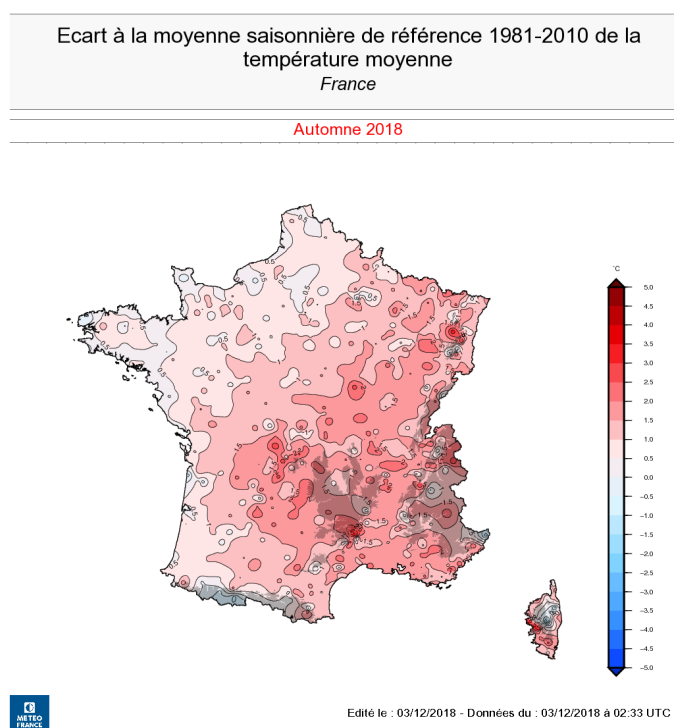 Ecart à la moyenne saisonnière de référence 1981-2010 de la
température moyenne
France
Automne 2018
°C
5.0
4.5
4.0
3.5
3.0
2.5
2.0
1.5
1.0
0.5
0.0
−0.5
−1.0
−1.5
−2.0
−2.5
−3.0
−3.5
−4.0
−4.5
−5.0
METEO
FRANCE
Edité le : 03/12/2018 - Données du : 03/12/2018 à 02:33 UTC